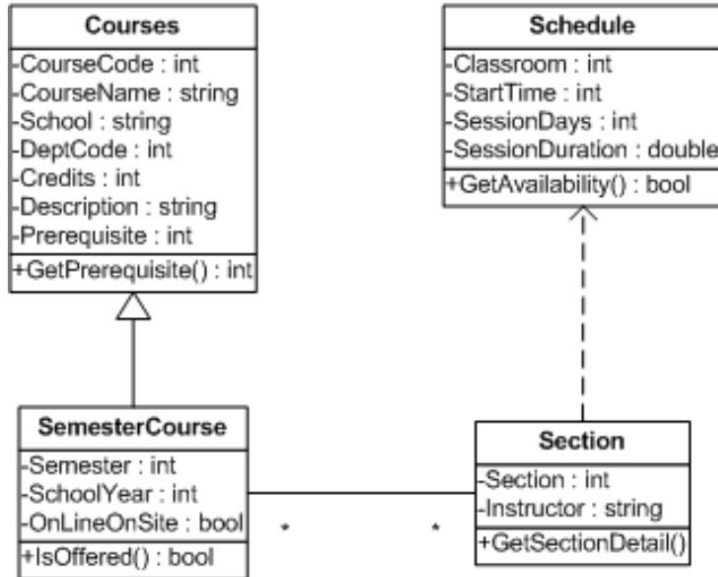 Courses
-CourseCode : int
-CourseName : string
-School : string
-DeptCode : int
-Credits : int
-Description : string
-Prerequisite : int
+GetPrerequisite() : int
Schedule
-Classroom : int
-StartTime : int
-SessionDays : int
-SessionDuration : double
+GetAvailability() : bool
SemesterCourse
-Semester : int
-SchoolYear : int
-OnLineOnSite : bool
+IsOffered() : bool
* *
Section
-Section : int
-Instructor : string
+GetSectionDetail()